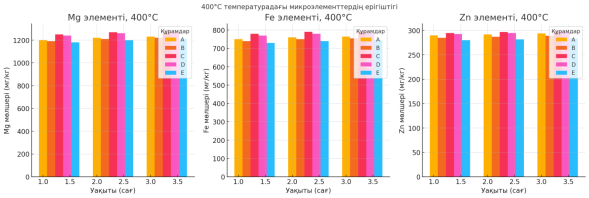 400°C температурадағы микроэлементтердің ерігіштігі
Mg элементі, 400°C
Mg мөлшері (мг/кг)
0
200
400
600
800
1000
1200
1.0 1.5 2.0 2.5 3.0 3.5
Уақыты (сағ)
Құрамдар
A
B
C
D
E
Fe элементі, 400°C
Fe мөлшері (мг/кг)
0
100
200
300
400
500
600
700
800
1.0 1.5 2.0 2.5 3.0 3.5
Уақыты (сағ)
Құрамдар
A
B
C
D
E
Zn элементі, 400°C
Zn мөлшері (мг/кг)
0
50
100
150
200
250
300
1.0 1.5 2.0 2.5 3.0 3.5
Уақыты (сағ)
Құрамдар
A
B
C
D
E